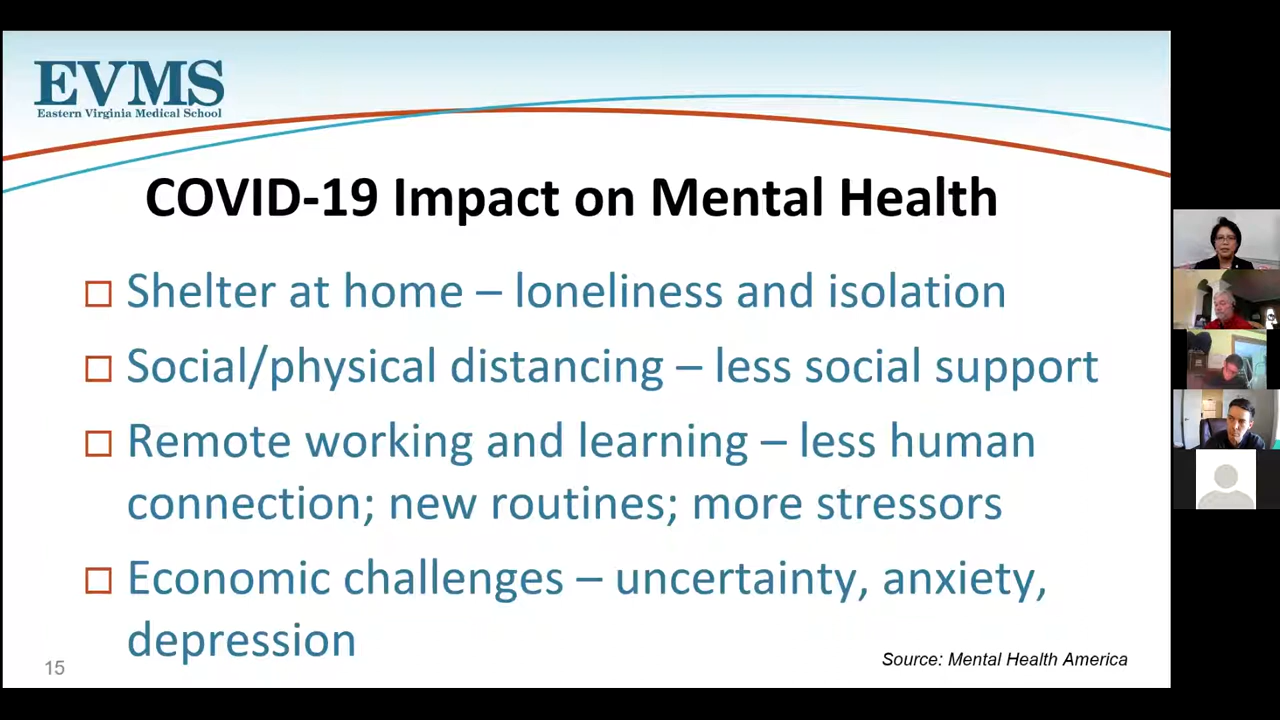 EVMS
Eastern Virginia Medical School
COVID-19 Impact on Mental Health
Shelter at home – loneliness and isolation
Social/physical distancing – less social support
Remote working and learning – less human
connection; new routines; more stressors
Economic challenges – uncertainty, anxiety,
depression
15
Source: Mental Health America